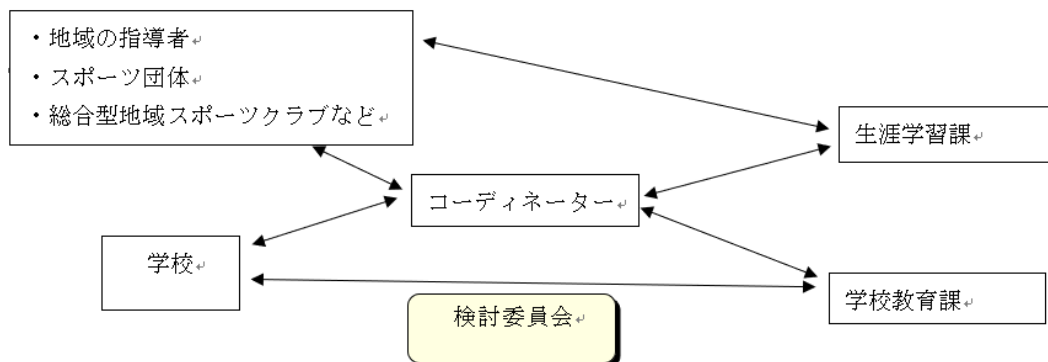 ・地域の指導者
・スポーツ団体
・総合型地域スポーツクラブなど
生涯学習課
コーディネーター
学校
学校教育課
検討委員会